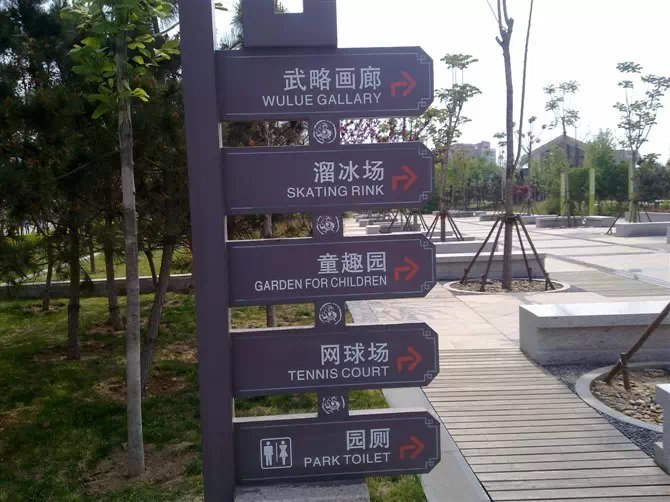 武略画廊
WULUE GALLARY
溜冰场
SKATING RINK
童趣园
GARDEN FOR CHILDREN
网球场
TENNIS COURT
园厕
PARK TOILET